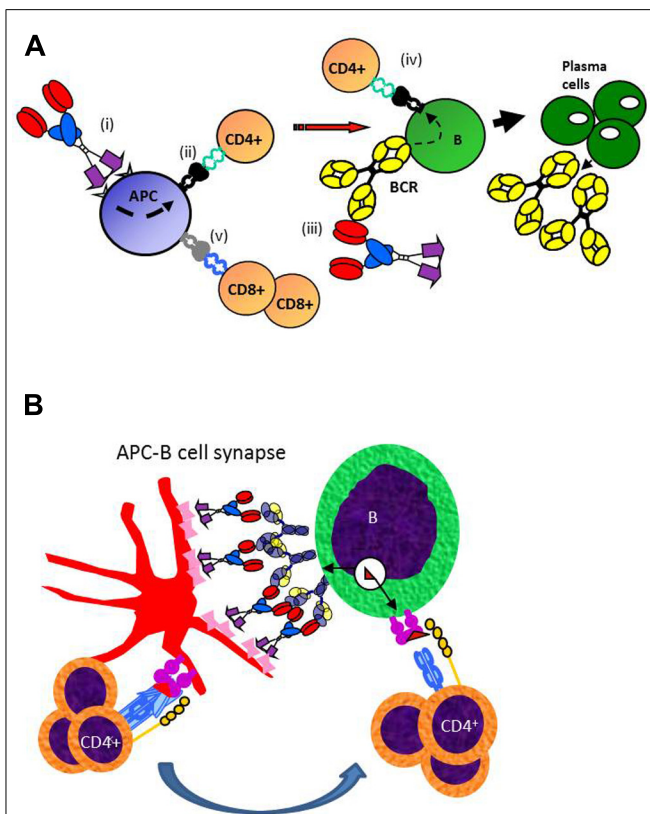 A
(i)
(ii)
CD4+
APC
(v)
CD8+
CD8+
CD4+
(iv)
B
BCR
(iii)
Plasma
cells
B
APC-B cell synapse
B
CD4+
CD4⁺